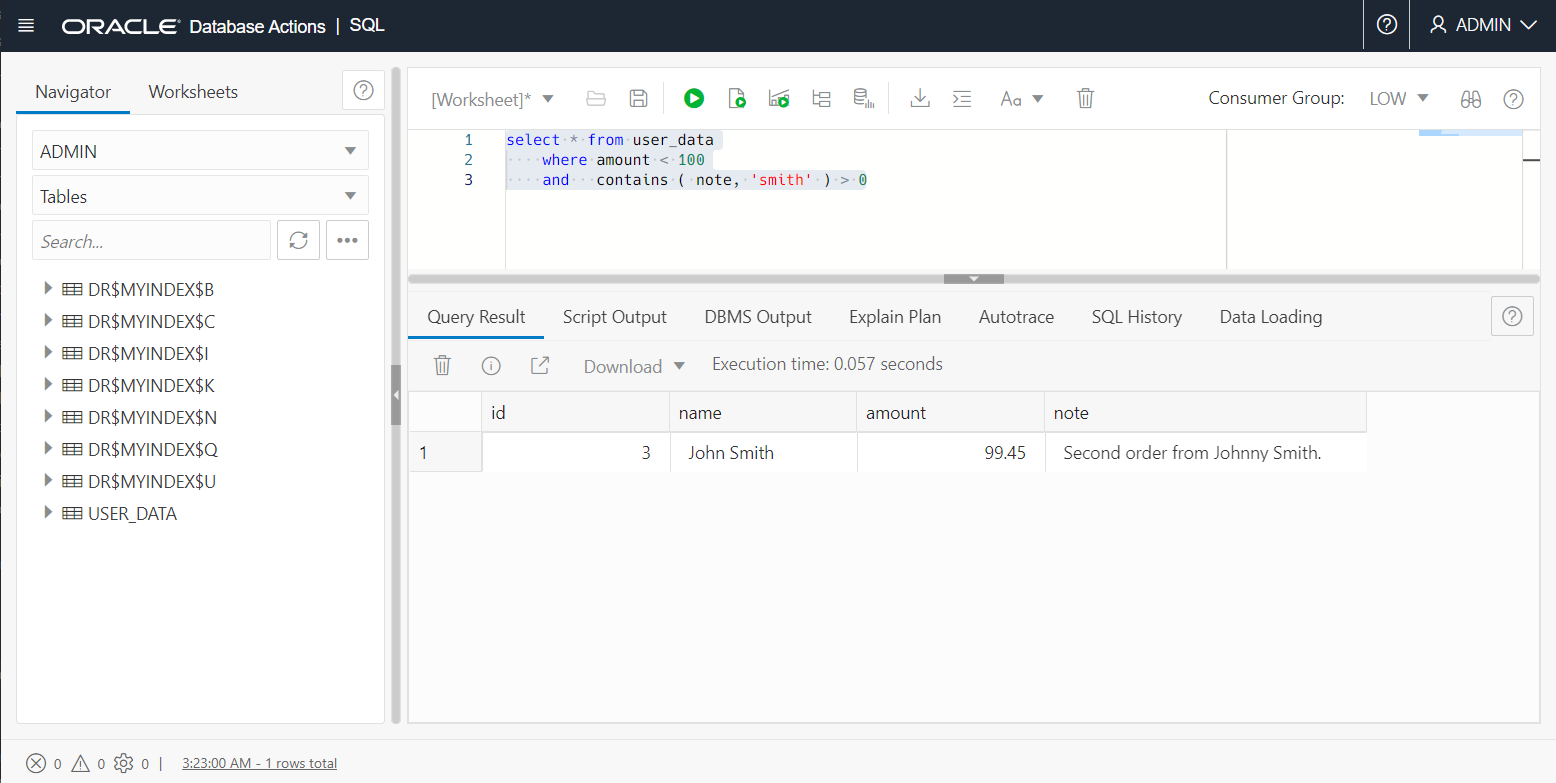 ORACLE Database Actions | SQL
ADMIN
Navigator
Worksheets
ADMIN
Tables
Search...
DR$MYINDEX$B
DR$MYINDEX$C
DR$MYINDEX$I
DR$MYINDEX$K
DR$MYINDEX$N
DR$MYINDEX$Q
DR$MYINDEX$U
USER_DATA
[Worksheet]*
Aa
Consumer Group: LOW
1 select * from user_data
2 where amount < 100
3 and contains ( note, 'smith' ) > 0
Query Result Script Output DBMS Output Explain Plan Autotrace SQL History Data Loading
Download Execution time: 0.057 seconds
id name amount note
1 3 John Smith 99.45 Second order from Johnny Smith.
0 0 0 | 3:23:00 AM - 1 rows total